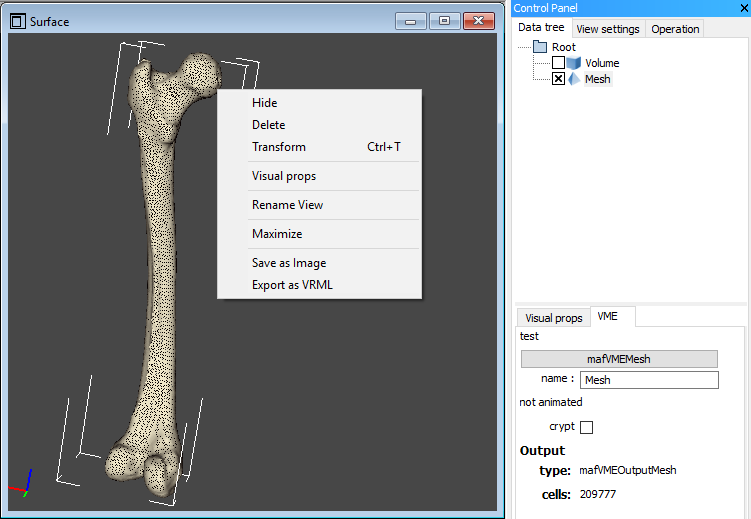 Surface
Hide
Delete
Transform Ctrl+T
Visual props
Rename View
Maximize
Save as Image
Export as VRML
Control Panel
Data tree View settings Operation
Root
Volume
Mesh
Visual props VME
test
mafVMEMesh
name : Mesh
not animated
crypt
Output
type: mafVMEOutputMesh
cells: 209777